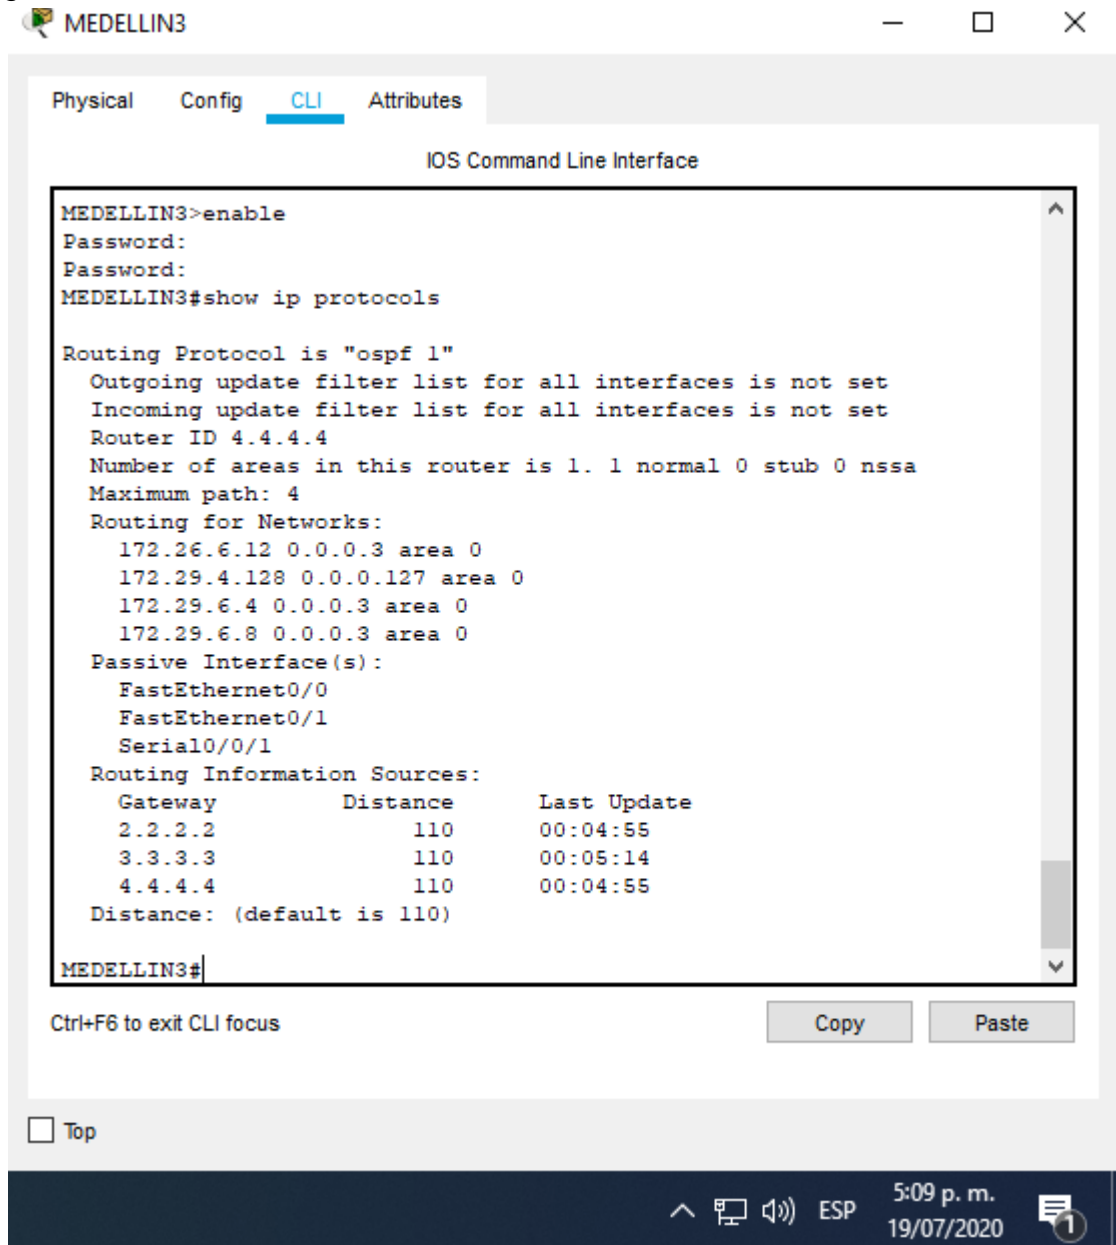 MEDELLIN3
Physical Config CLI Attributes
IOS Command Line Interface
MEDELLIN3>enable
Password:
Password:
MEDELLIN3#show ip protocols
Routing Protocol is "ospf 1"
Outgoing update filter list for all interfaces is not set
Incoming update filter list for all interfaces is not set
Router ID 4.4.4.4
Number of areas in this router is 1. 1 normal 0 stub 0 nssa
Maximum path: 4
Routing for Networks:
172.26.6.12 0.0.0.3 area 0
172.29.4.128 0.0.0.127 area 0
172.29.6.4 0.0.0.3 area 0
172.29.6.8 0.0.0.3 area 0
Passive Interface(s):
FastEthernet0/0
FastEthernet0/1
Serial0/0/1
Routing Information Sources:
Gateway Distance Last Update
2.2.2.2 110 00:04:55
3.3.3.3 110 00:05:14
4.4.4.4 110 00:04:55
Distance: (default is 110)
MEDELLIN3#
Ctrl+F6 to exit CLI focus
Copy Paste
Top
ESP
5:09 p. m.
19/07/2020
1